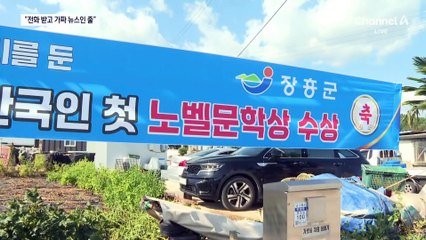 "전화 받고 가짜 뉴스인 줄"
channel A
LIVE
를 둔
장흥군
축
한국인 첫 노벨문학상 수상